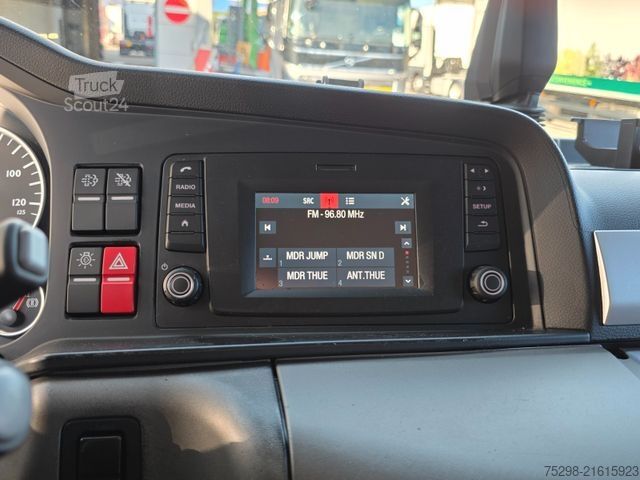 Truck
Scout24
100
120
125
RADIO
MEDIA
08:09
SRC
FM - 96.80 MHz
1 MDR JUMP
2 MDR SN D
3 MDR THUE
4 ANT.THUE
SETUP
75298-21615923